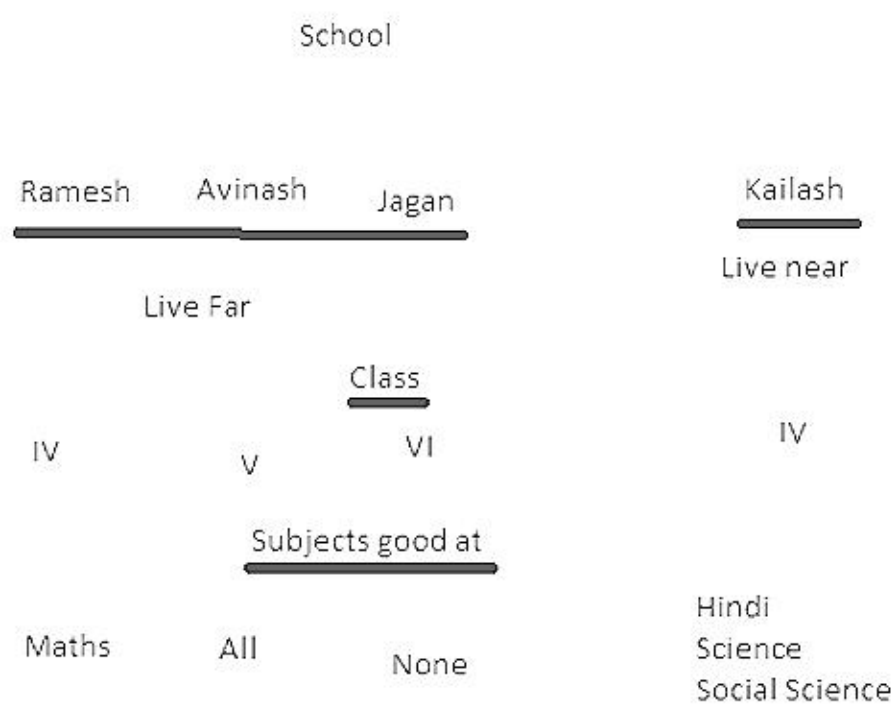 School
Ramesh Avinash Jagan Kailash
Live near
Live Far
Class
IV V VI IV
Subjects good at
Maths All None
Hindi
Science
Social Science